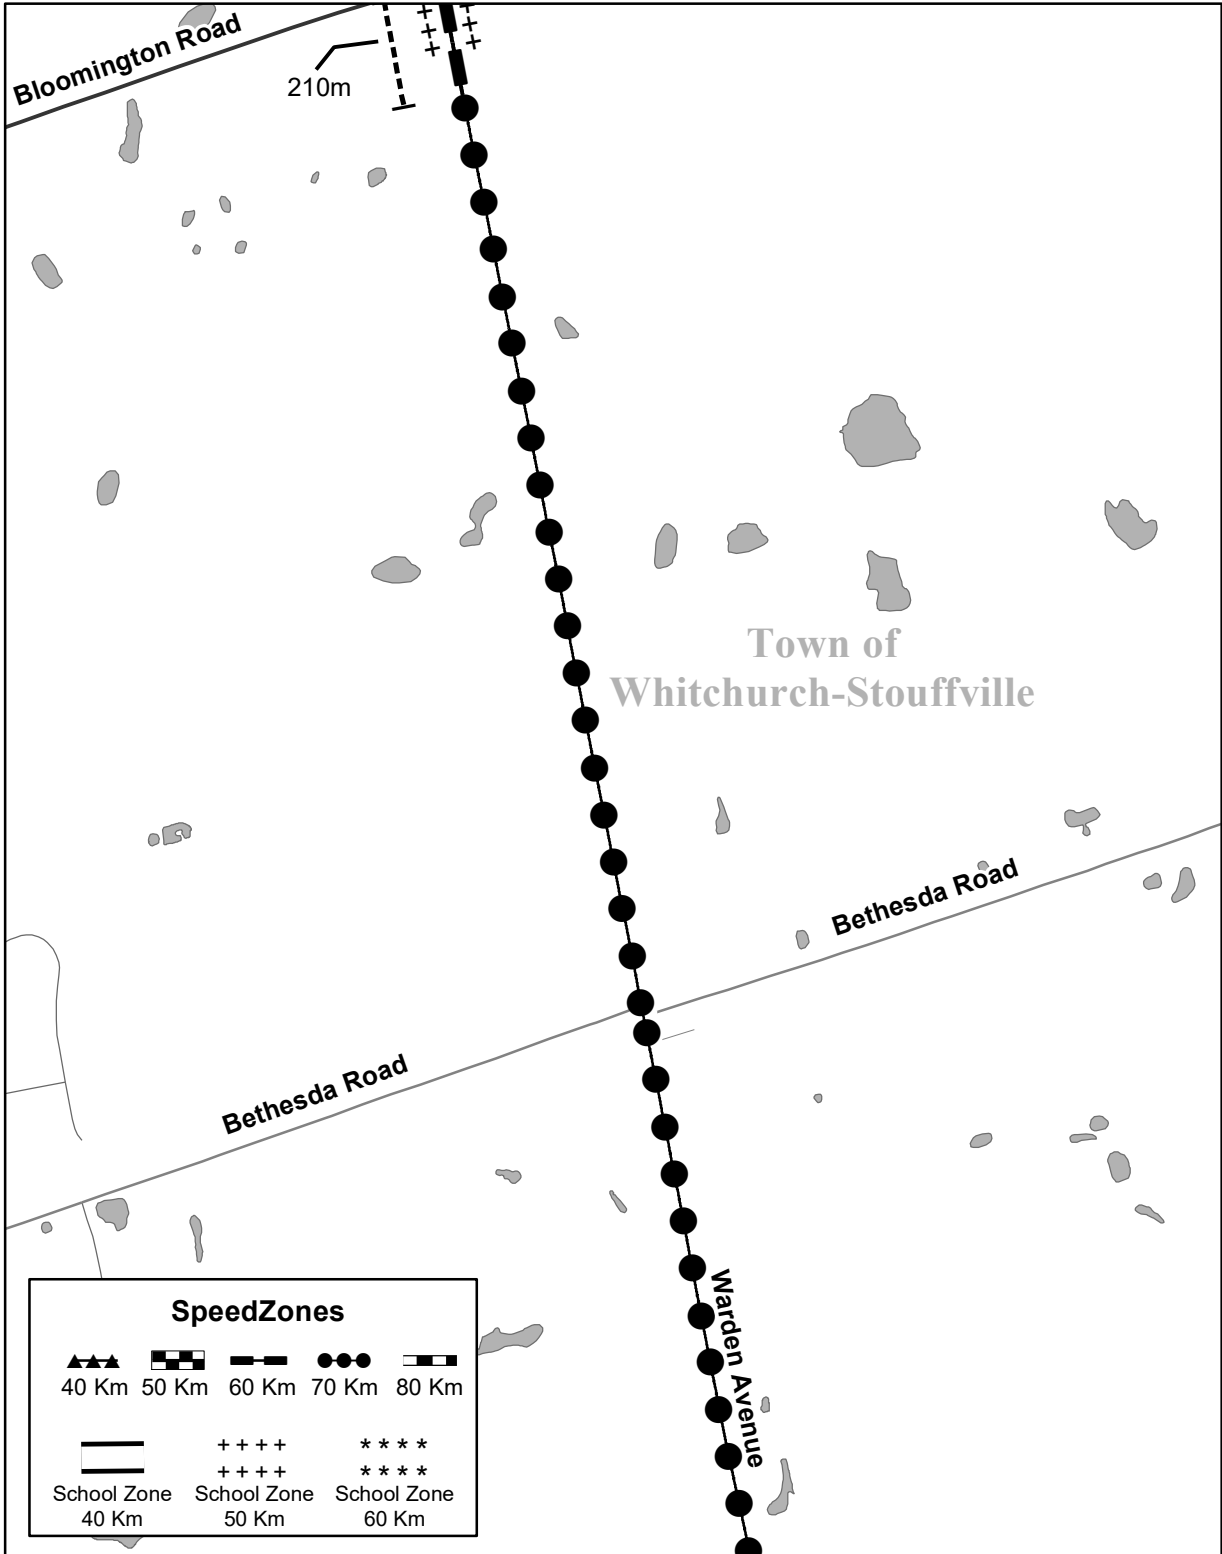 Bloomington Road
210m
Town of
Whitchurch-Stouffville
Bethesda Road
Bethesda Road
Warden Avenue
SpeedZones
40 Km 50 Km 60 Km 70 Km 80 Km
School Zone School Zone School Zone
40 Km 50 Km 60 Km